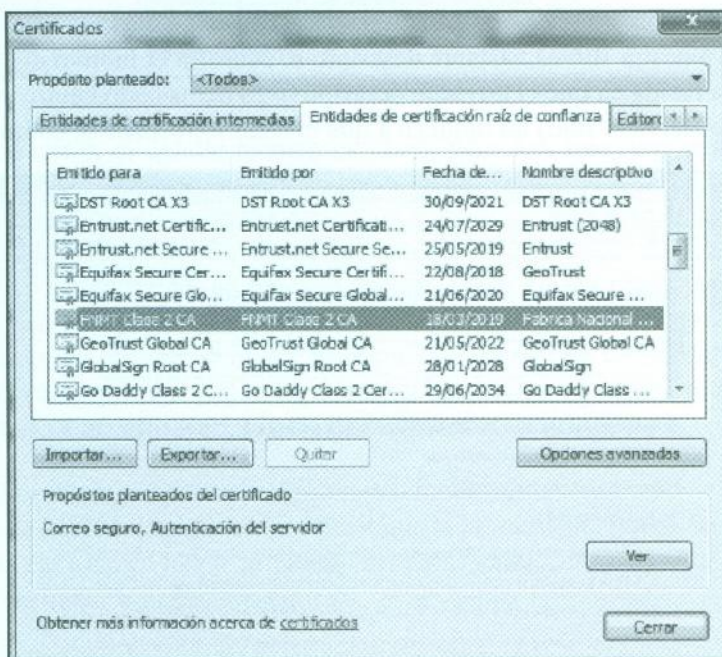 Certificados
Propósito planteado: <Todos>
Entidades de certificación intermedias Entidades de certificación raíz de confianza Editore
Emitido para Emitido por Fecha de... Nombre descriptivo
DST Root CA X3 DST Root CA X3 30/09/2021 DST Root CA X3
Entrust.net Certific... Entrust.net Certificati... 24/07/2029 Entrust (2048)
Entrust.net Secure ... Entrust.net Secure Se... 25/05/2019 Entrust
Equifax Secure Cer... Equifax Secure Certifi... 22/08/2018 GeoTrust
Equifax Secure Glo... Equifax Secure Global... 21/06/2020 Equifax Secure ...
FNMT Clase 2 CA FNMT Clase 2 CA 18/03/2019 Fabrica Nacional ...
GeoTrust Global CA GeoTrust Global CA 21/05/2022 GeoTrust Global CA
GlobalSign Root CA GlobalSign Root CA 28/01/2028 GlobalSign
Go Daddy Class 2 C... Go Daddy Class 2 Cer... 29/06/2034 Go Daddy Class ...
Importar... Exportar... Quitar Opciones avanzadas
Propósitos planteados del certificado
Correo seguro, Autenticación del servidor
Ver
Obtener más información acerca de certificados
Cerrar